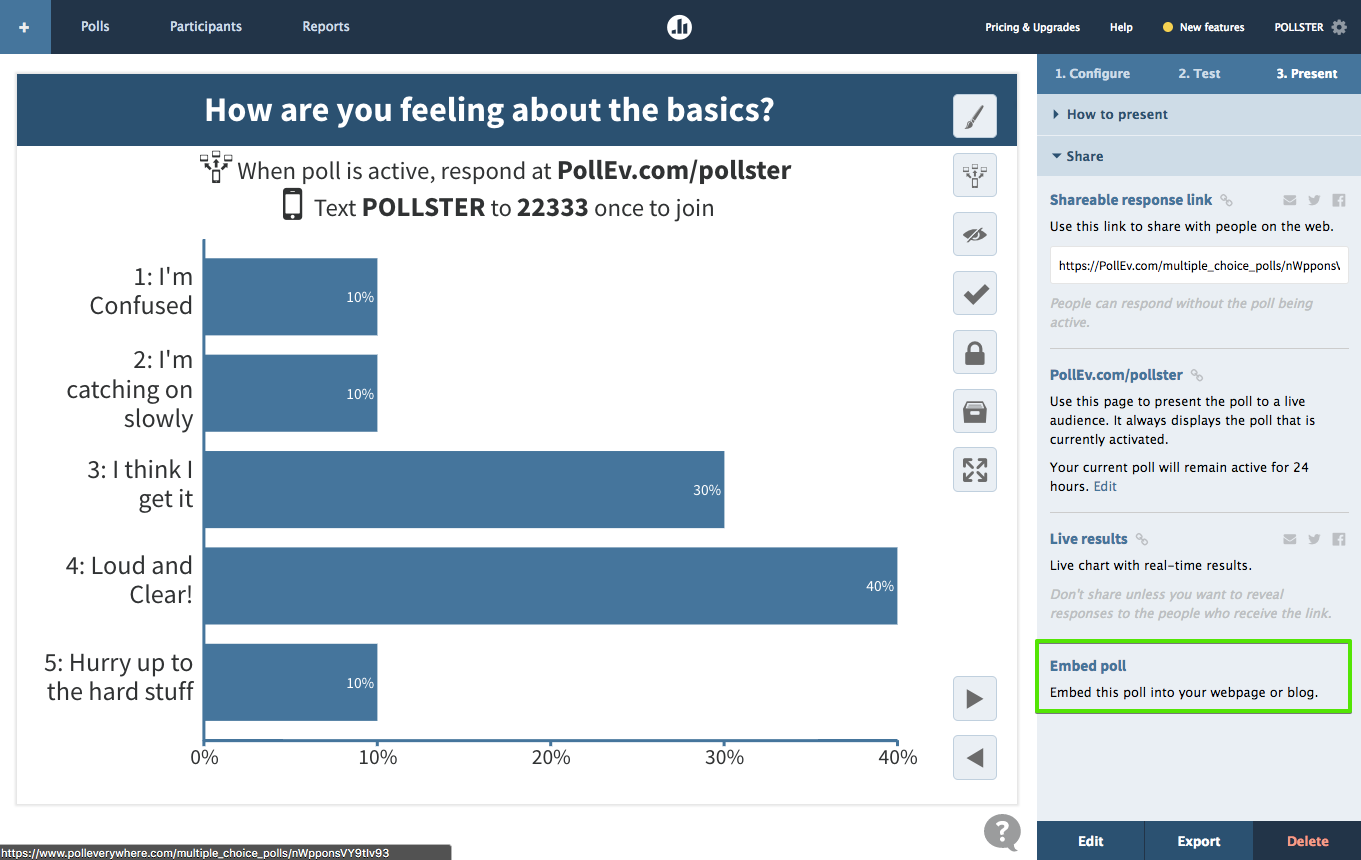 +
Polls
Participants
Reports
Pricing & Upgrades
Help
New features
POLLSTER
How are you feeling about the basics?
When poll is active, respond at PollEv.com/pollster
Text POLLSTER to 22333 once to join
1: I'm
Confused
10%
2: I'm
catching on
slowly
10%
3: I think I
get it
30%
4: Loud and
Clear!
40%
5: Hurry up to
the hard stuff
10%
0%
10%
20%
30%
40%
1. Configure
2. Test
3. Present
How to present
Share
Shareable response link
Use this link to share with people on the web.
https://PollEv.com/multiple_choice_polls/nWpponsV
People can respond without the poll being
active.
PollEv.com/pollster
Use this page to present the poll to a live
audience. It always displays the poll that is
currently activated.
Your current poll will remain active for 24
hours. Edit
Live results
Live chart with real-time results.
Don't share unless you want to reveal
responses to the people who receive the link.
Embed poll
Embed this poll into your webpage or blog.
?
Edit
Export
Delete
https://www.polleverywhere.com/multiple_choice_polls/nWpponsVY9tIv93